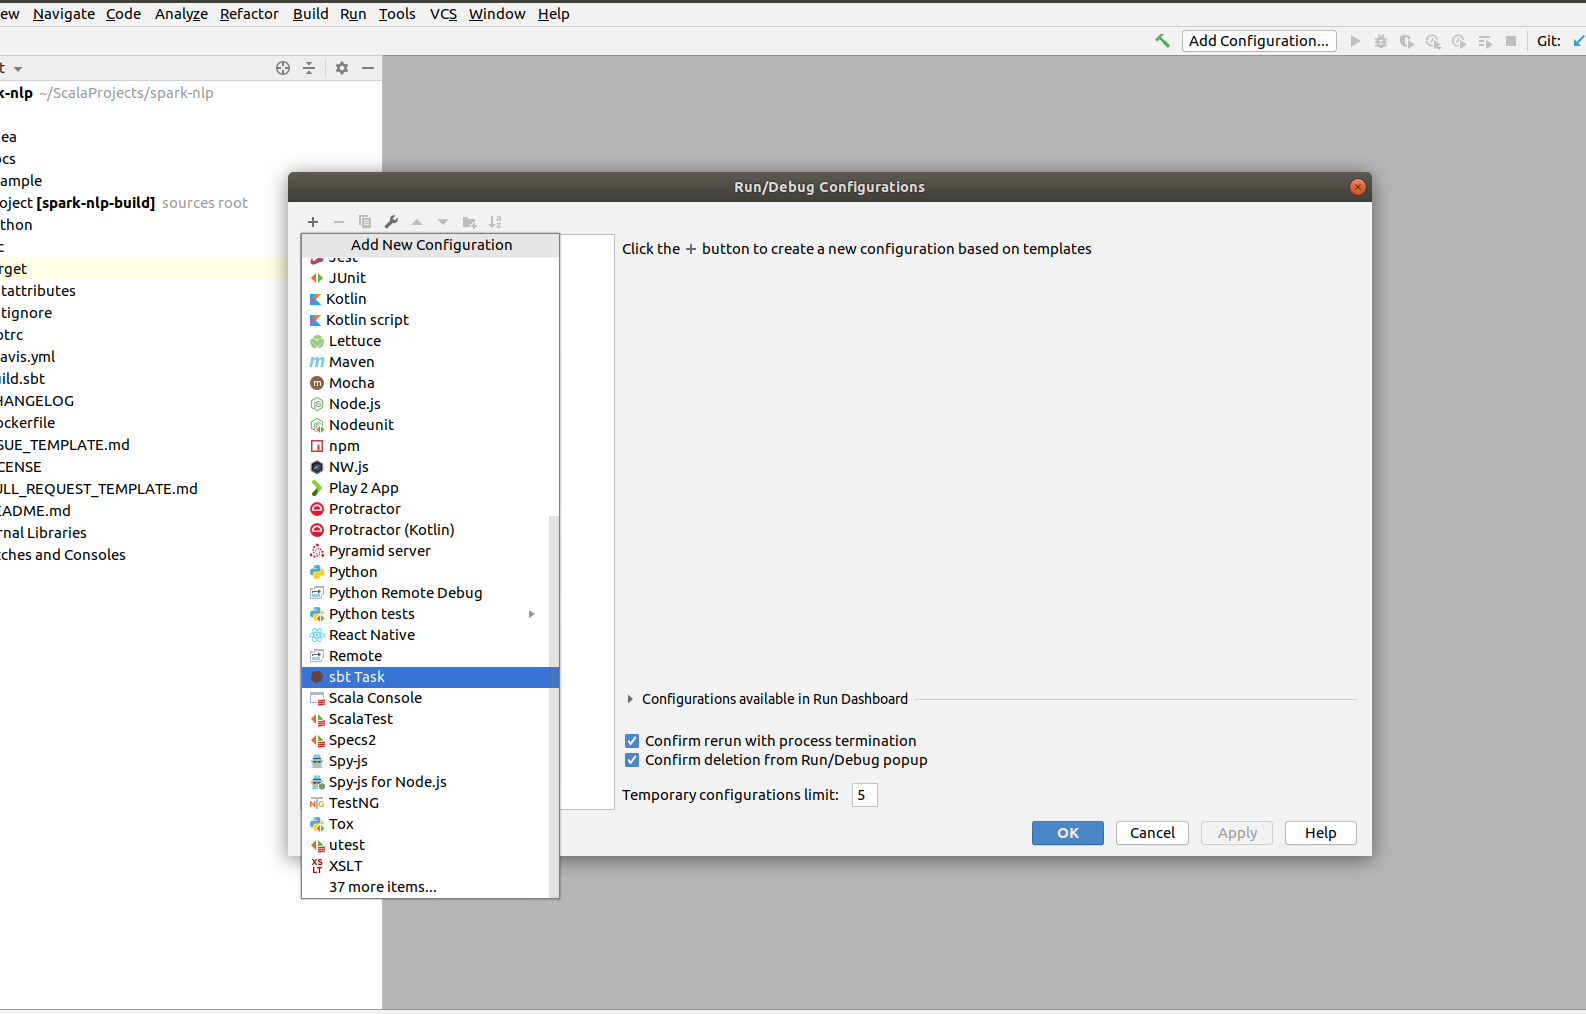 ew Navigate Code Analyze Refactor Build Run Tools VCS Window Help
Add Configuration... Git:
t
k-nlp ~/ScalaProjects/spark-nlp
ea
ocs
ample
oject [spark-nlp-build] sources root
thon
c
rget
tattributes
tignore
otrc
avis.yml
ild.sbt
HANGELOG
ockerfile
SUE_TEMPLATE.md
CENSE
ULL_REQUEST_TEMPLATE.md
EADME.md
rnal Libraries
tches and Consoles
Run/Debug Configurations
Add New Configuration
Jest
JUnit
Kotlin
Kotlin script
Lettuce
Maven
Mocha
Node.js
Nodeunit
npm
NW.js
Play 2 App
Protractor
Protractor (Kotlin)
Pyramid server
Python
Python Remote Debug
Python tests
React Native
Remote
sbt Task
Scala Console
ScalaTest
Specs2
Spy-js
Spy-js for Node.js
TestNG
Tox
utest
XSLT
37 more items...
Click the + button to create a new configuration based on templates
Configurations available in Run Dashboard
Confirm rerun with process termination
Confirm deletion from Run/Debug popup
Temporary configurations limit: 5
OK Cancel Apply Help